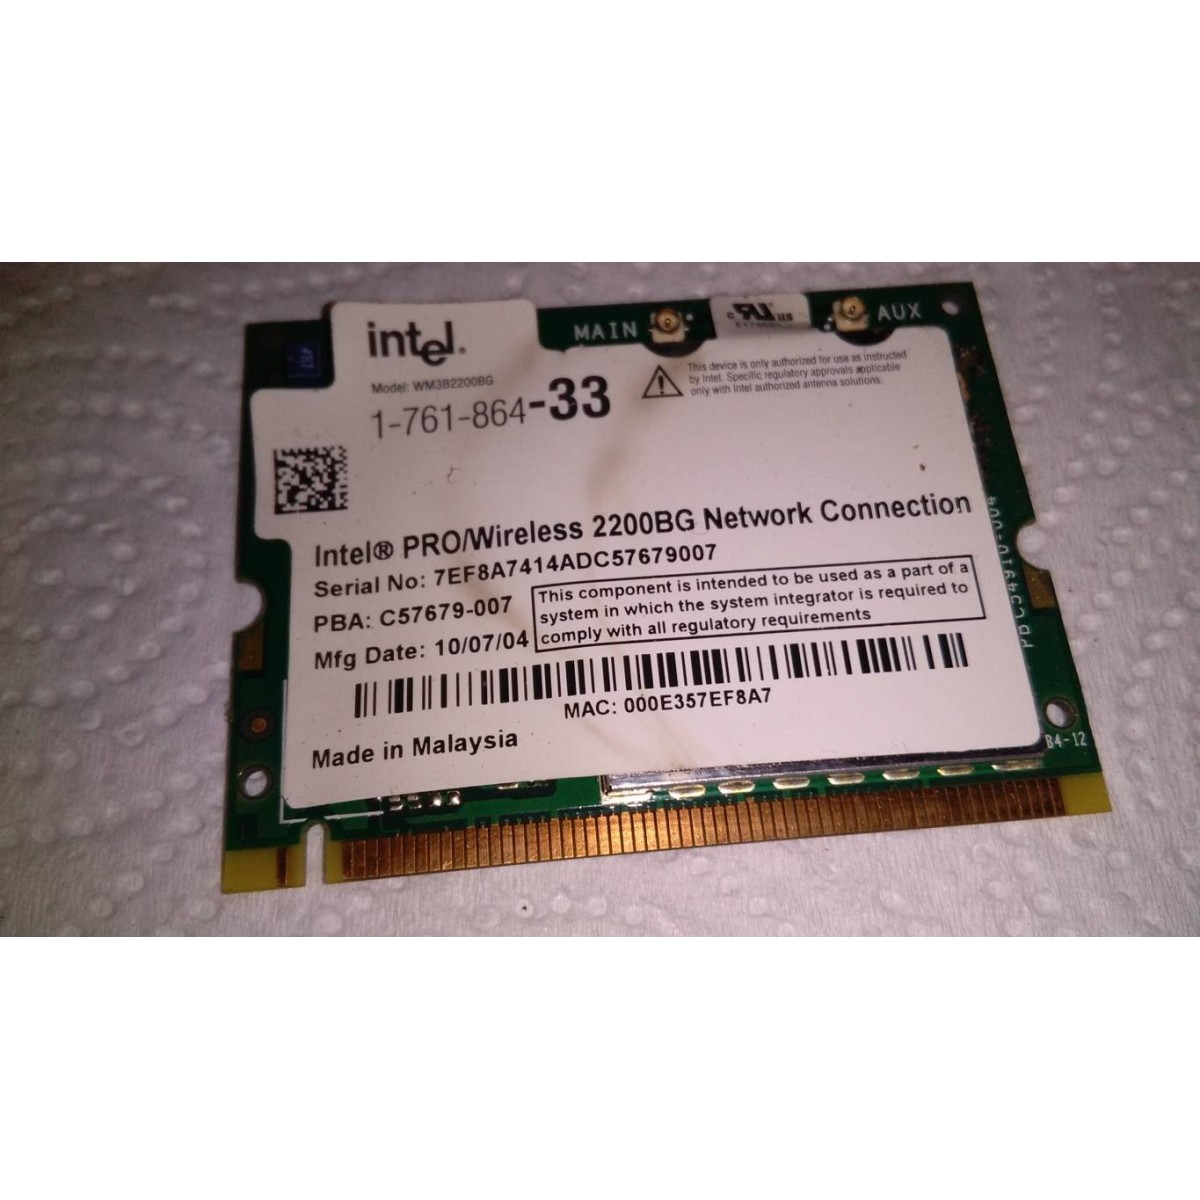 MAIN
c UR us
AUX
intel®
Model: WM3B2200BG
1-761-864-33
This device is only authorized for use as instructed
by Intel. Specific regulatory approvals applicable
only with Intel authorized antenna solutions.
Intel® PRO/Wireless 2200BG Network Connection
Serial No: 7EF8A7414ADC57679007
PBA: C57679-007
Mfg Date: 10/07/04
This component is intended to be used as a part of a
system in which the system integrator is required to
comply with all regulatory requirements
MAC: 000E357EF8A7
Made in Malaysia